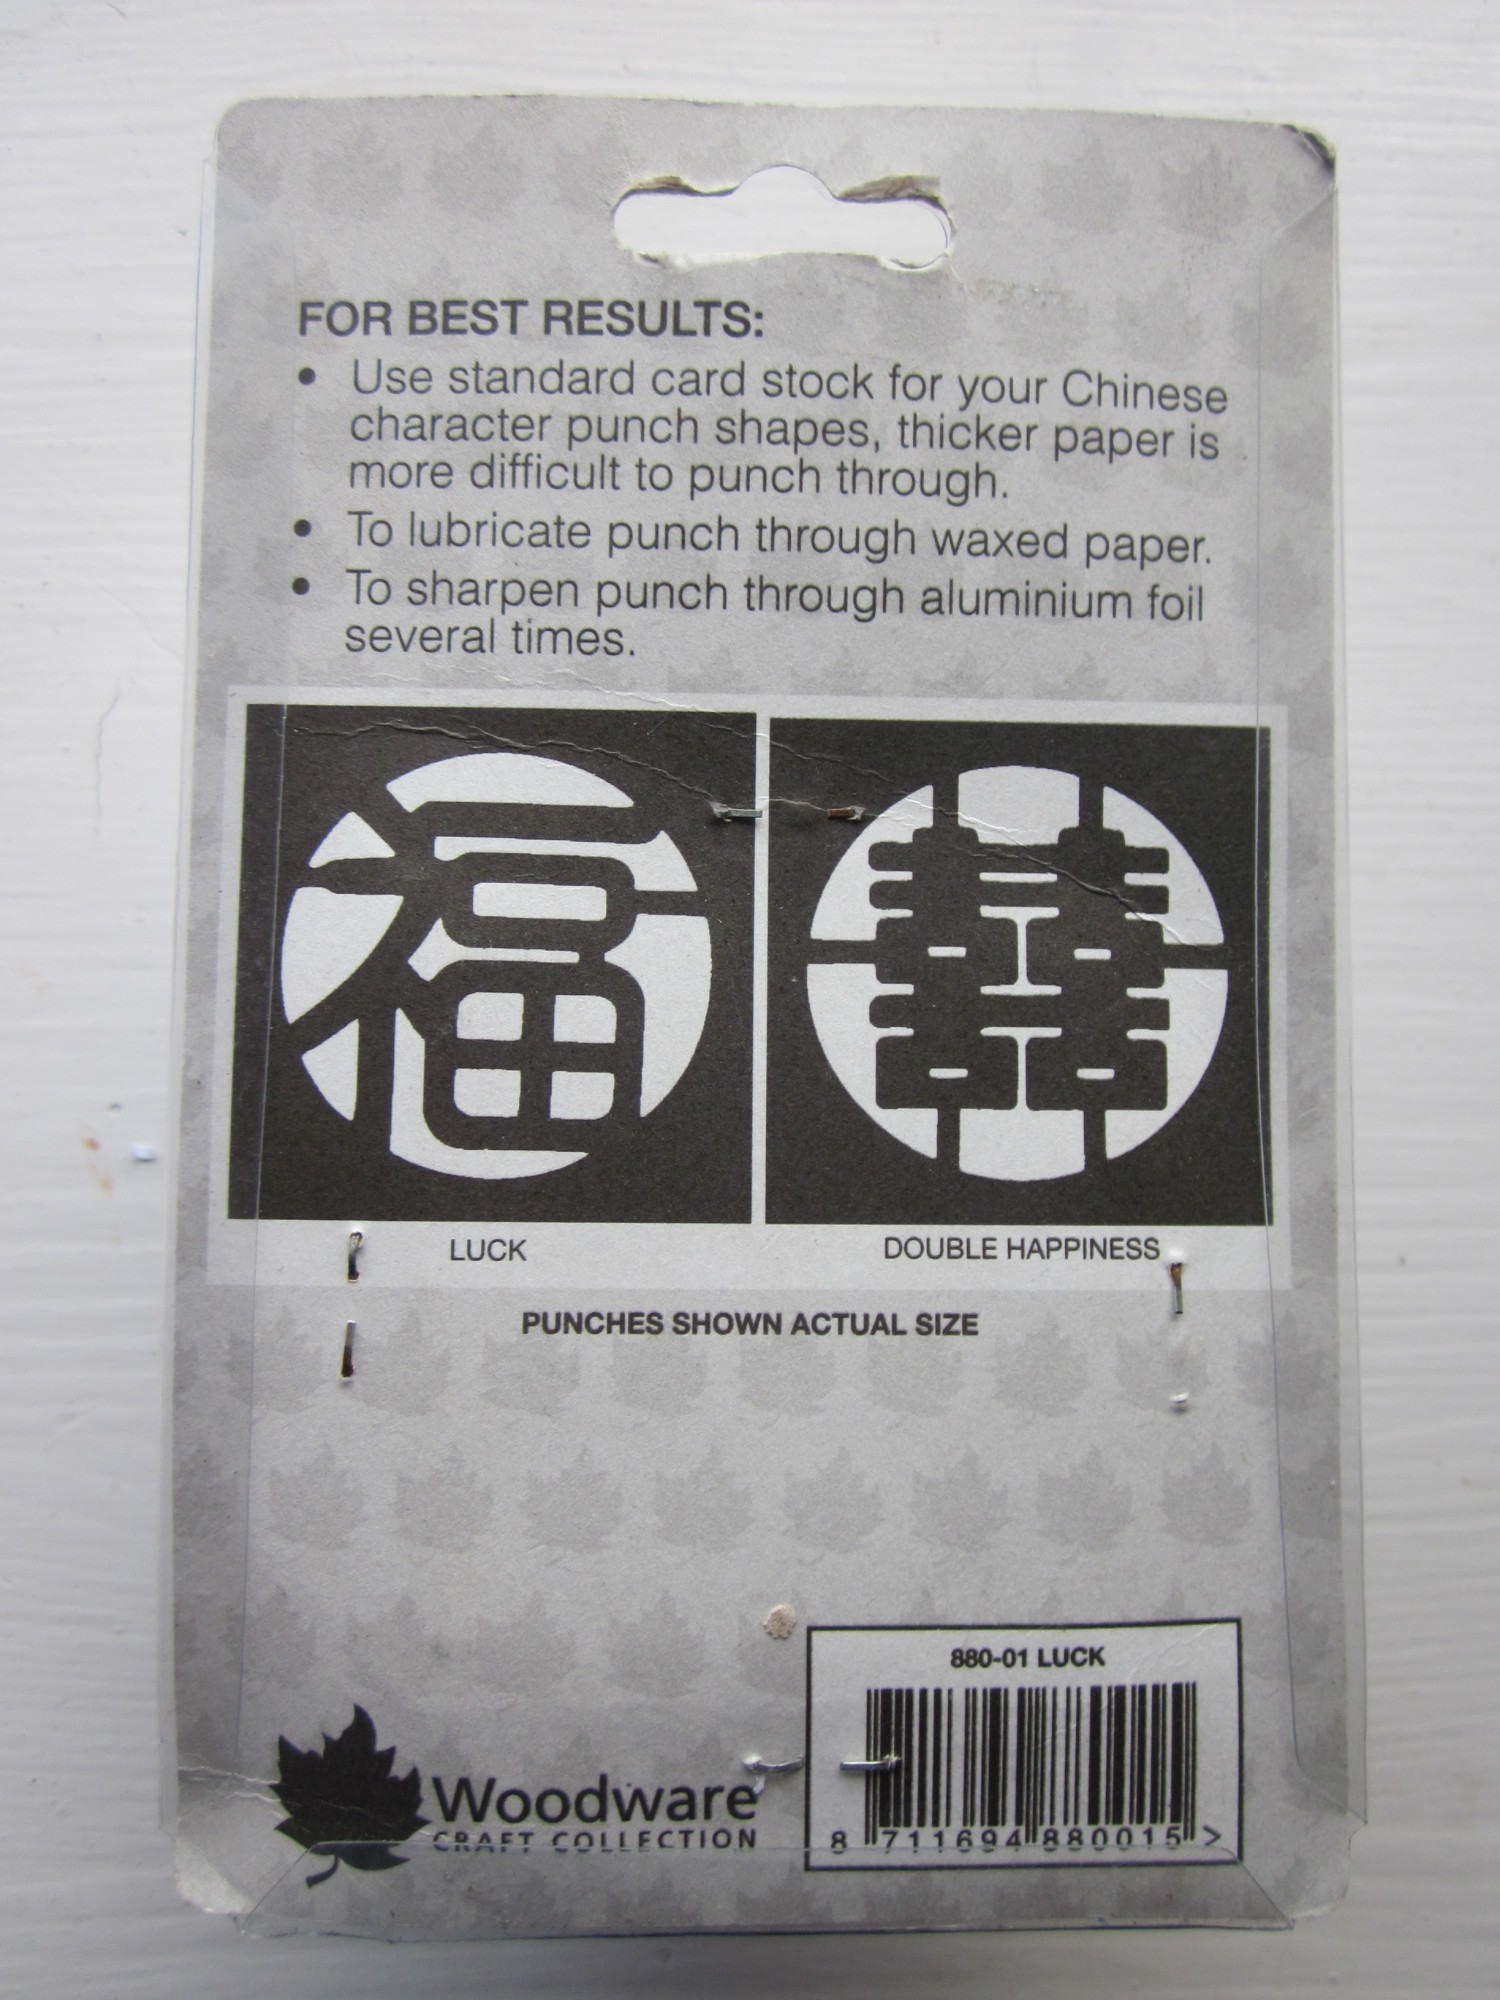 FOR BEST RESULTS:
• Use standard card stock for your Chinese
character punch shapes, thicker paper is
more difficult to punch through.
• To lubricate punch through waxed paper.
• To sharpen punch through aluminium foil
several times.
福 囍
LUCK DOUBLE HAPPINESS
PUNCHES SHOWN ACTUAL SIZE
880-01 LUCK
Woodware
CRAFT COLLECTION
8 711694 880015 >